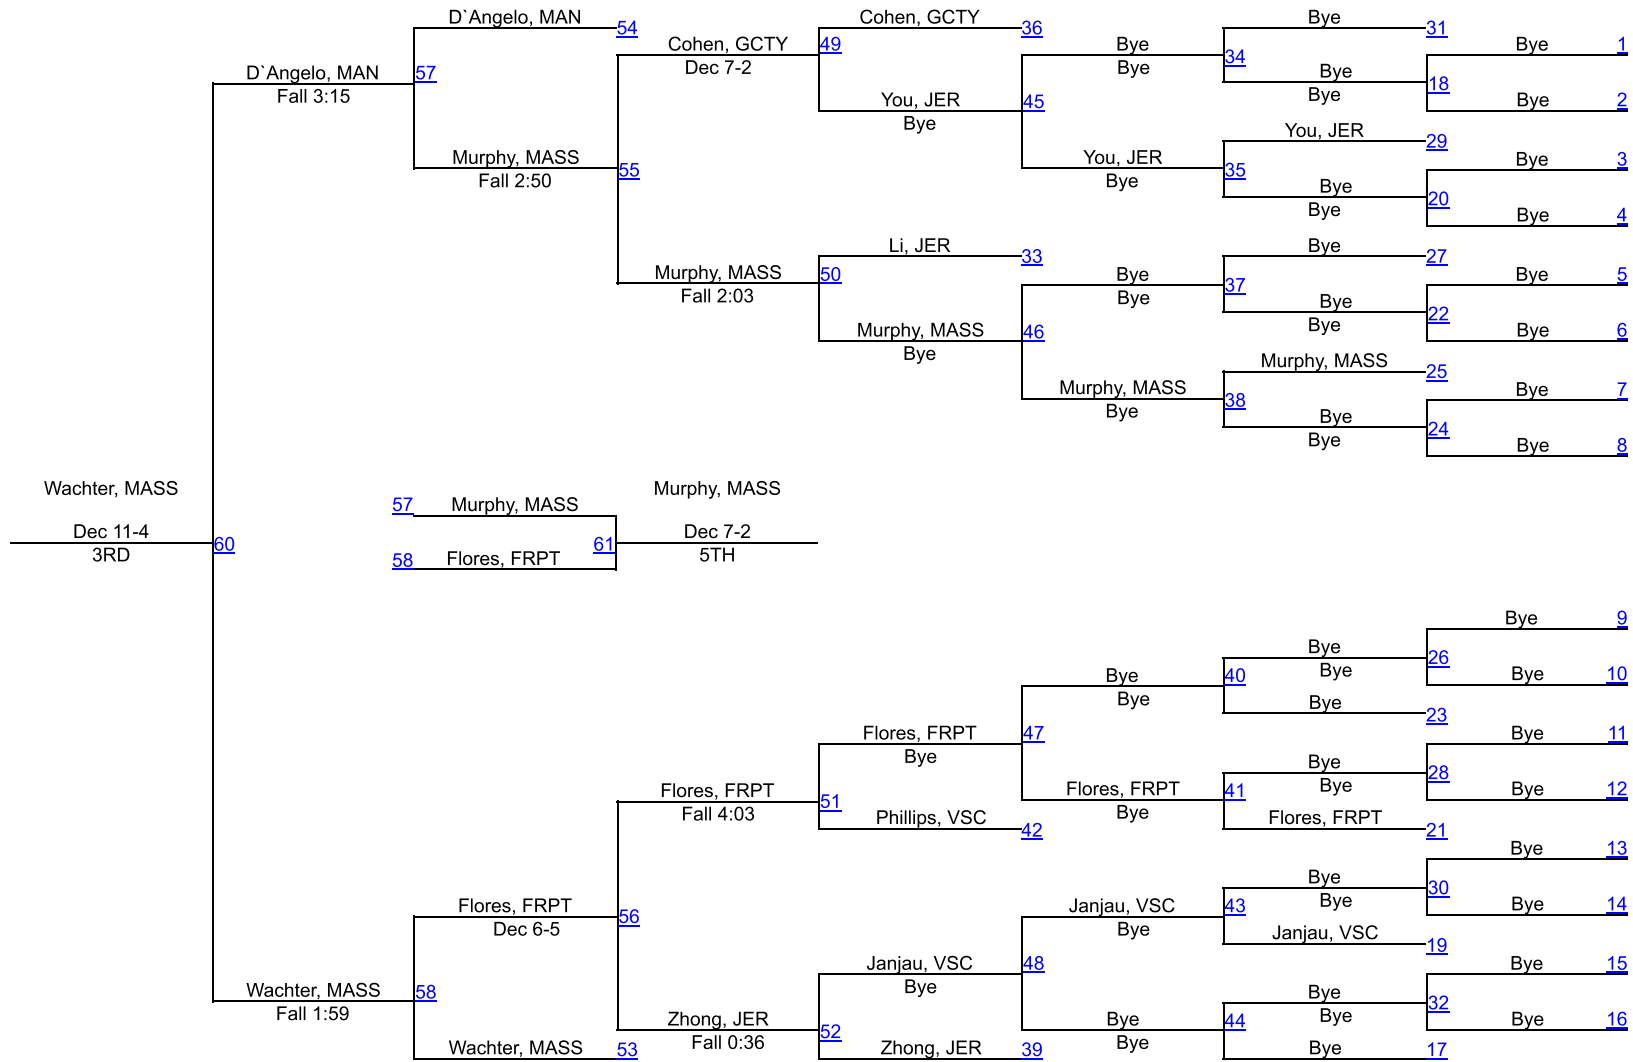 D`Angelo, MAN
54
Cohen, GCTY
36
Bye
31
Cohen, GCTY
49
Bye
34
Bye
1
Dec 7-2
Bye
Bye
18
D`Angelo, MAN
57
Fall 3:15
You, JER
45
Bye
Bye
2
Bye
You, JER
29
Murphy, MASS
55
You, JER
35
Bye
3
Fall 2:50
Bye
Bye
20
Bye
Bye
4
Li, JER
33
Bye
27
Murphy, MASS
50
Bye
37
Bye
5
Fall 2:03
Bye
Bye
22
Murphy, MASS
46
Bye
Bye
6
Bye
Murphy, MASS
25
Murphy, MASS
38
Bye
7
Bye
Bye
24
Bye
Bye
8
Wachter, MASS
Murphy, MASS
57
Murphy, MASS
Dec 11-4
60
61
Dec 7-2
3RD
58
Flores, FRPT
5TH
Bye
9
Bye
26
Bye
40
Bye
Bye
10
Bye
Bye
23
Flores, FRPT
47
Bye
11
Bye
Bye
28
Flores, FRPT
51
Flores, FRPT
41
Bye
Bye
12
Fall 4:03
Phillips, VSC
42
Bye
Flores, FRPT
21
Bye
13
Bye
30
Flores, FRPT
56
Janjau, VSC
43
Bye
Bye
14
Dec 6-5
Bye
Janjau, VSC
19
Janjau, VSC
48
Bye
15
Bye
Wachter, MASS
58
Bye
32
Fall 1:59
Zhong, JER
52
Bye
44
Bye
Bye
16
Fall 0:36
Bye
Wachter, MASS
53
Zhong, JER
39
Bye
17